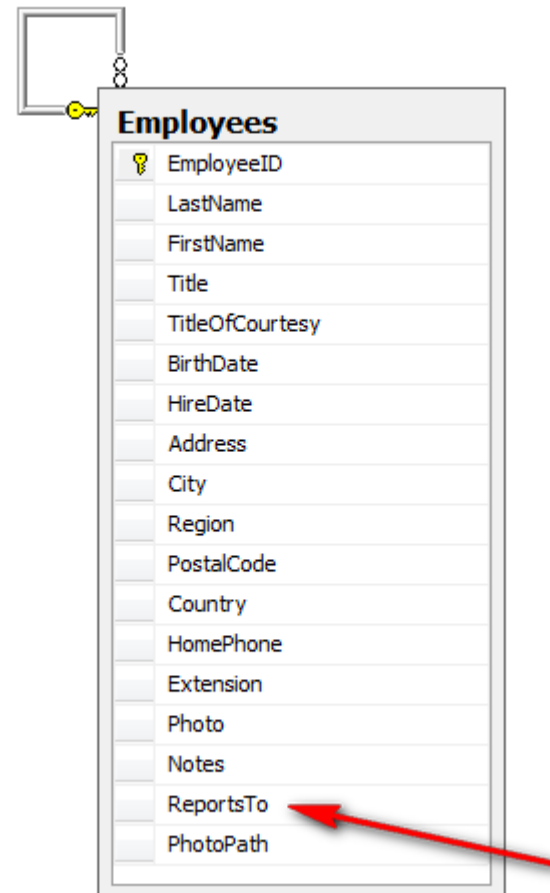 Employees
EmployeeID
LastName
FirstName
Title
TitleOfCourtesy
BirthDate
HireDate
Address
City
Region
PostalCode
Country
HomePhone
Extension
Photo
Notes
ReportsTo
PhotoPath